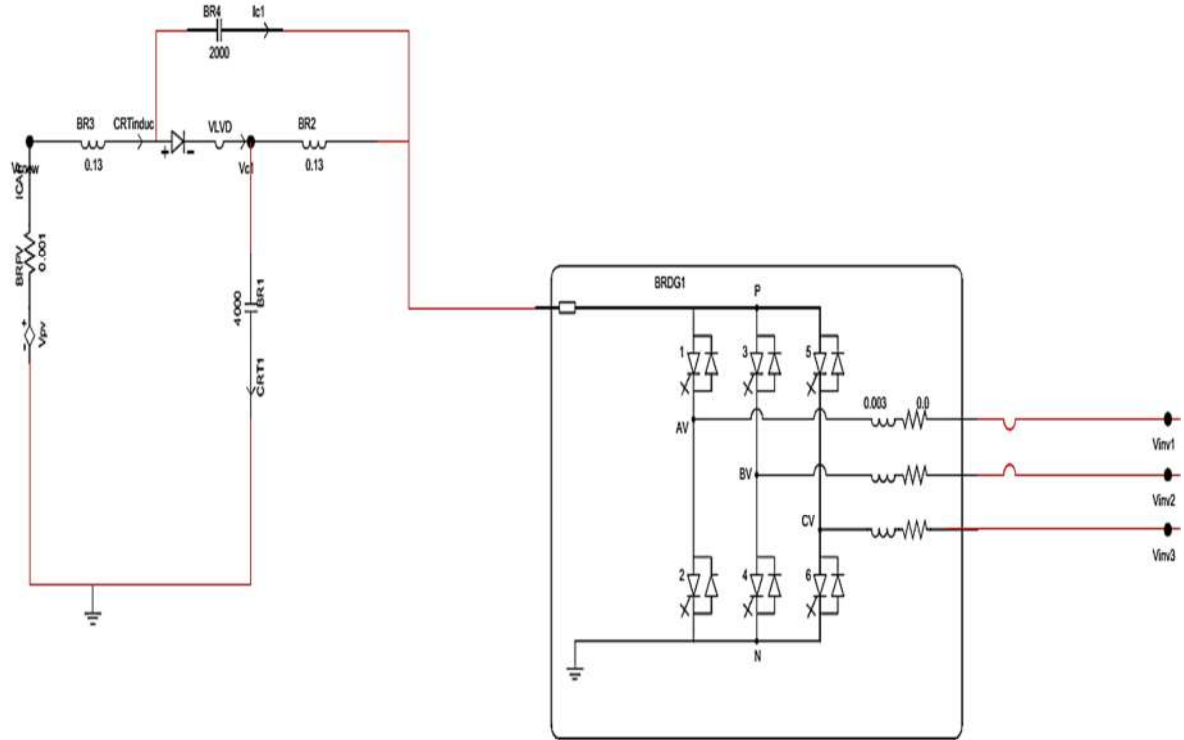 BR4
Ic1
2000
BR3
CRTinduc
VLVD
BR2
0.13
Vc1
0.13
ICA
BRPV
0.001
+
-
Vpv
+
-
4000
BR1
CRT1
BRDG1
P
1
3
5
0.003
0.0
AV
BV
CV
2
4
6
N
Vinv1
Vinv2
Vinv3